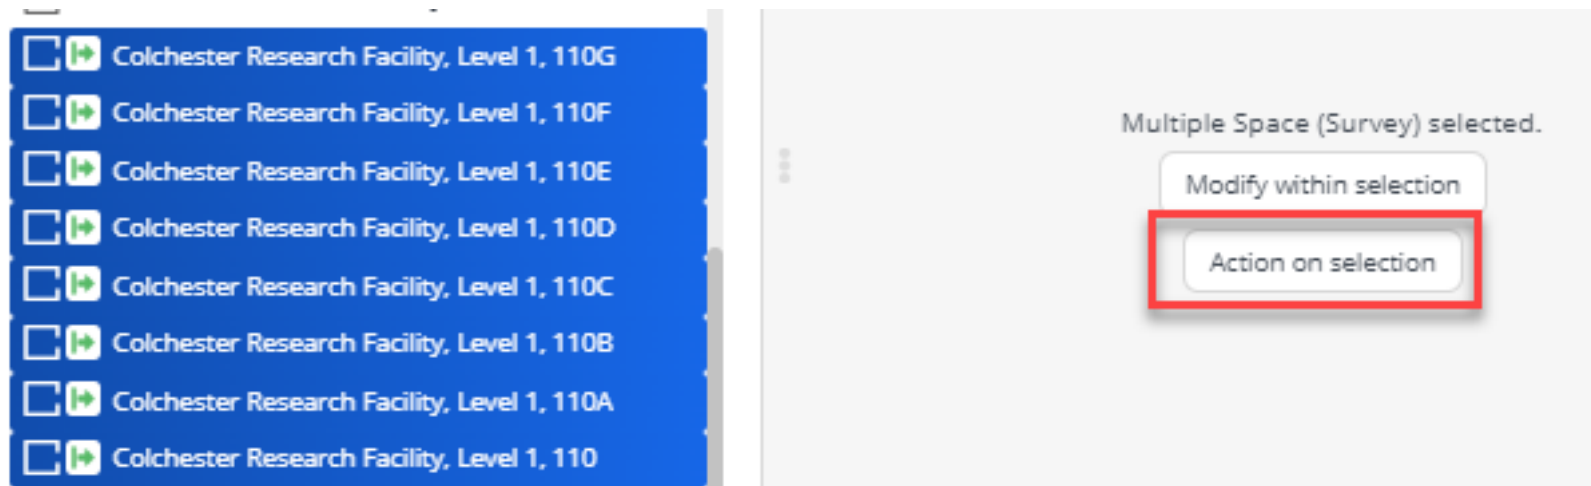 Colchester Research Facility, Level 1, 110G
Colchester Research Facility, Level 1, 110F
Colchester Research Facility, Level 1, 110E
Colchester Research Facility, Level 1, 110D
Colchester Research Facility, Level 1, 110C
Colchester Research Facility, Level 1, 110B
Colchester Research Facility, Level 1, 110A
Colchester Research Facility, Level 1, 110
Multiple Space (Survey) selected.
Modify within selection
Action on selection